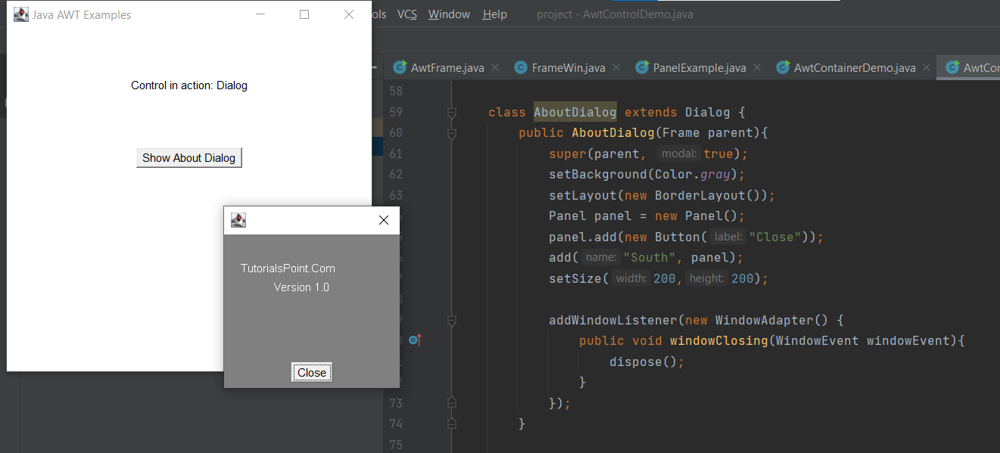 Java AWT Examples
Control in action: Dialog
Show About Dialog
TutorialsPoint.Com
Version 1.0
Close
ols VCS Window Help project - AwtControlDemo.java
AwtFrame.java FrameWin.java PanelExample.java AwtContainerDemo.java AwtCon
58
59 class AboutDialog extends Dialog {
60 public AboutDialog(Frame parent){
61 super(parent, modal: true);
62 setBackground(Color.gray);
63 setLayout(new BorderLayout());
Panel panel = new Panel();
panel.add(new Button( label: "Close"));
add( name: "South", panel);
setSize( width: 200, height: 200);
addWindowListener(new WindowAdapter() {
public void windowClosing(WindowEvent windowEvent){
dispose();
}
73 });
74 }
75